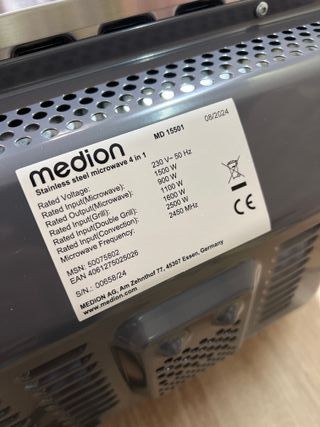 medion
MD 15501
08/2024
Stainless steel microwave 4 in 1
Rated Voltage: 230 V~ 50 Hz
Rated Input(Microwave): 1500 W
Rated Output(Microwave): 900 W
Rated Input(Grill): 1100 W
Rated Input(Double Grill): 1600 W
Rated Input(Convection): 2500 W
Microwave Frequency: 2450 MHz
MSN: 50075602
EAN 4061275025026
S/N.: 00658/24
MEDION AG, Am Zehnthof 77, 45307 Essen, Germany
www.medion.com
CE